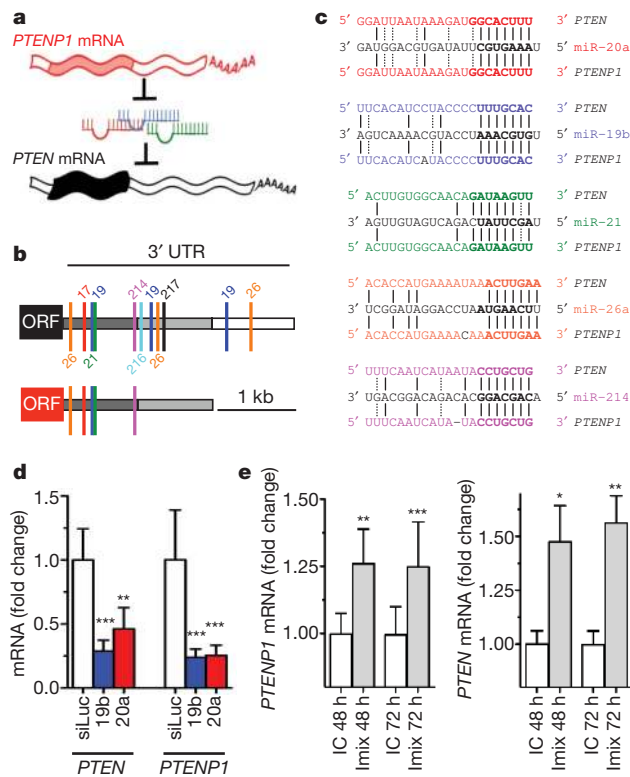 a
PTENP1 mRNA
AAAAAA
PTEN mRNA
AAAAAA
b
3′ UTR
17 19 214 19 217 19 26
ORF
26 21 216 26
ORF
1 kb
c
5′ GGAUUAAUAAAGAUGGCACUUU 3′ PTEN
3′ GAUGGACGUGAUAUUCGUGAAAU 5′ miR-20a
5′ GGAUUAAUAAAGAUGGCACUUU 3′ PTENP1
5′ UUCACAUCCUACCCCUUUGCAC 3′ PTEN
3′ AGUCAAAACGUACCUAAACGUGU 5′ miR-19b
5′ UUCACAUCAUACCCCUUUGCAC 3′ PTENP1
5′ ACUUGUGGCAACAGAUAAGUU 3′ PTEN
3′ AGUUGUAGUCAGACUAUUCGAU 5′ miR-21
5′ ACUUGUGGCAACAGAUAAGUU 3′ PTENP1
5′ ACACCAUGAAAAUAAACUUGAA 3′ PTEN
3′ UCGGAUAGGACCUAAUGAACUU 5′ miR-26a
5′ ACACCAUGAAAACAAACUUGAA 3′ PTENP1
5′ UUUCAAUCAUAAUACCUGCUG 3′ PTEN
3′ UGACGGACAGACACGGACGACA 5′ miR-214
5′ UUUCAAUCAUA-UACCUGCUG 3′ PTENP1
d
mRNA (fold change)
1.5
1.0
0.5
0.0
*** ** *** ***
siLuc 19b 20a siLuc 19b 20a
PTEN PTENP1
e
PTENP1 mRNA (fold change)
1.50
1.25
1.00
** ***
IC 48 h Imix 48 h IC 72 h Imix 72 h
PTEN mRNA (fold change)
1.50
1.25
1.00
* **
IC 48 h Imix 48 h IC 72 h Imix 72 h